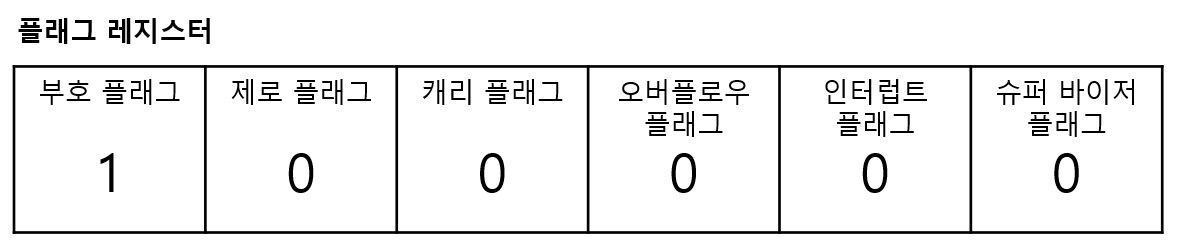 플래그 레지스터
부호 플래그
1
제로 플래그
0
캐리 플래그
0
오버플로우
플래그
0
인터럽트
플래그
0
슈퍼 바이저
플래그
0